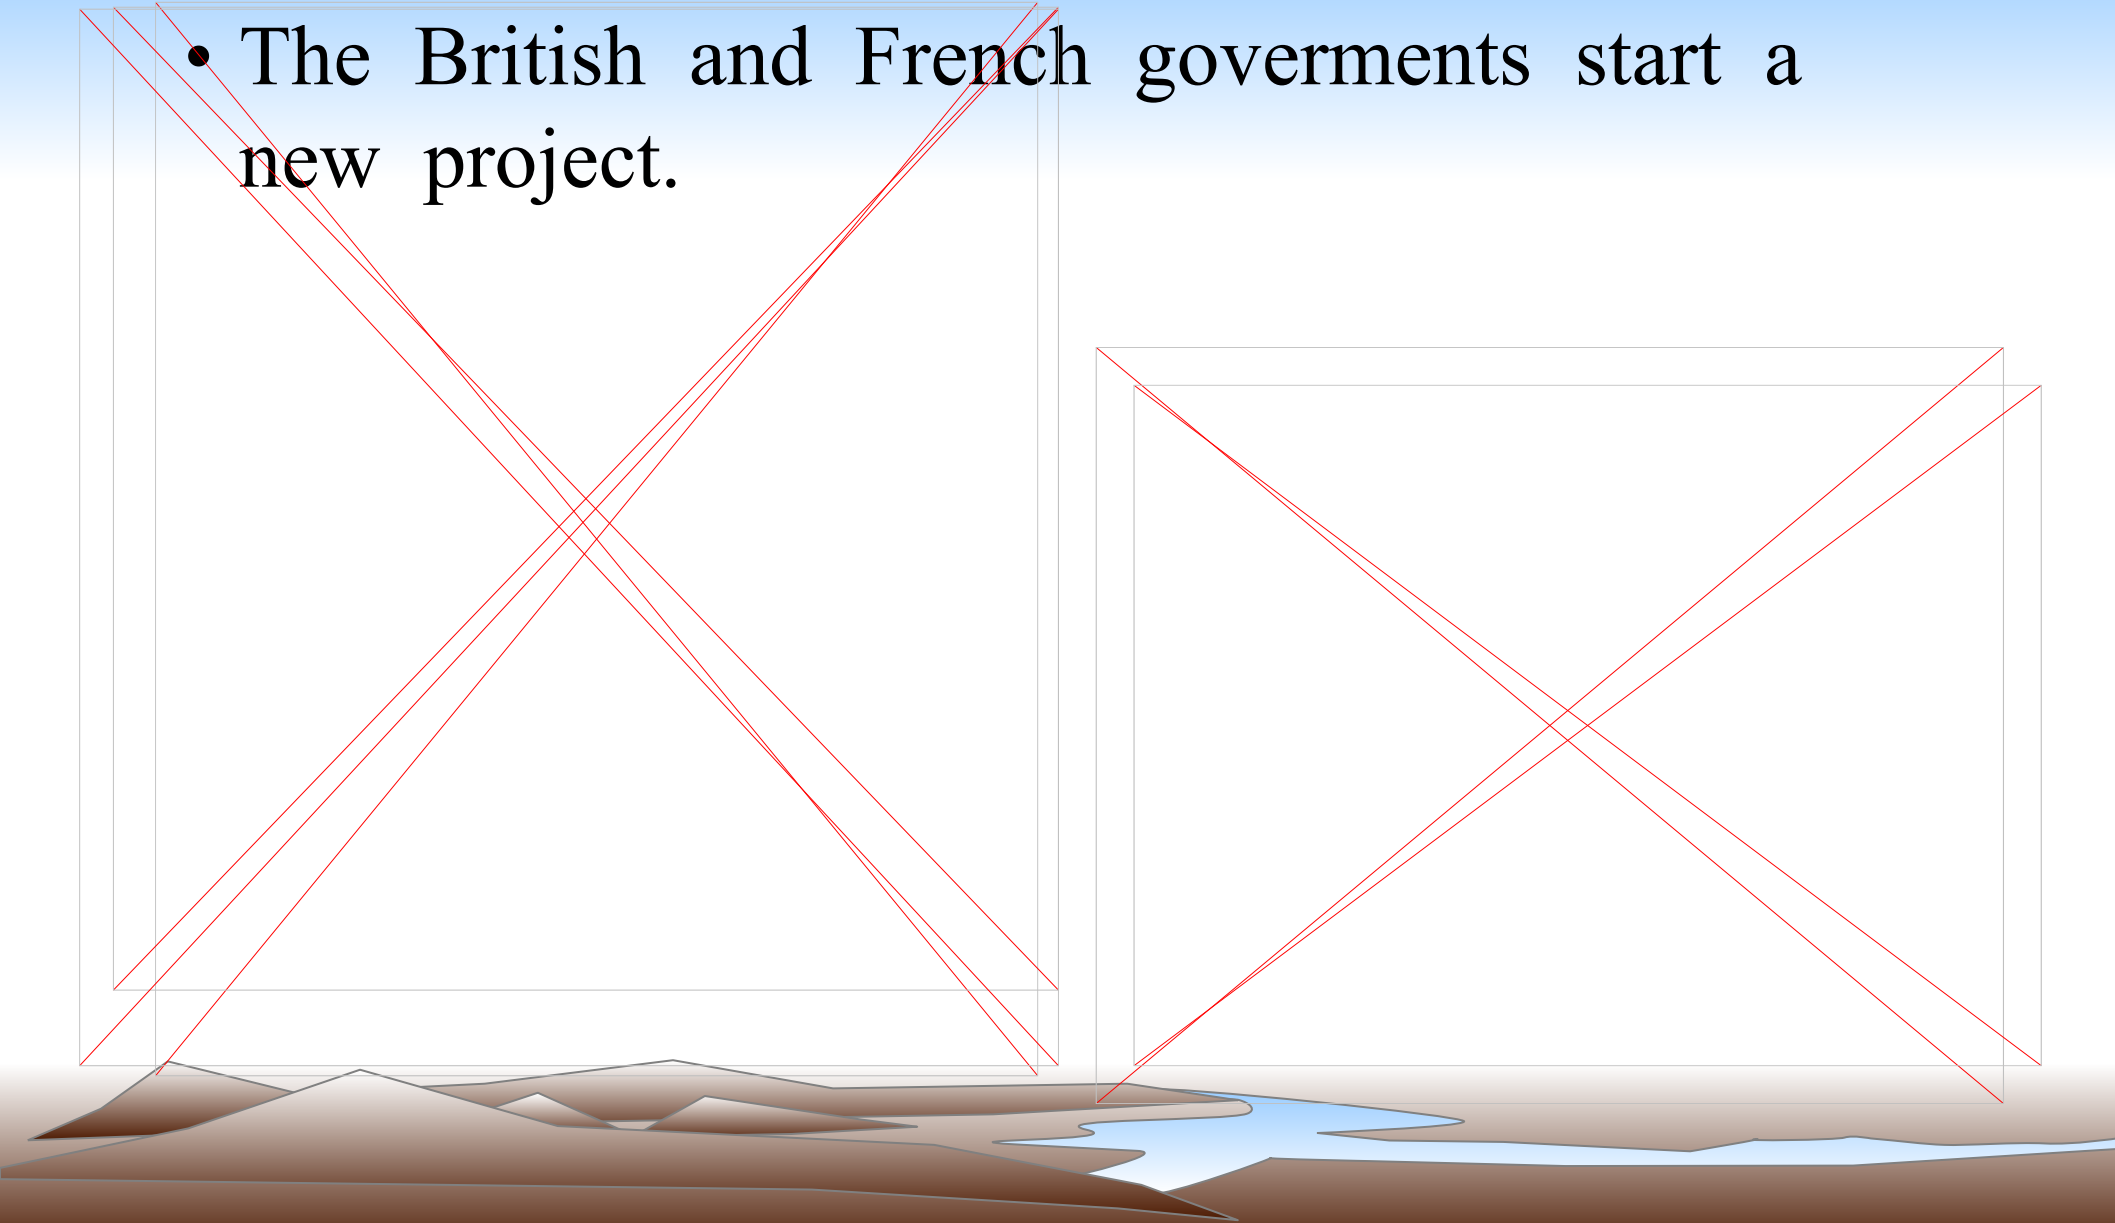 • The British and French goverments start a
new project.